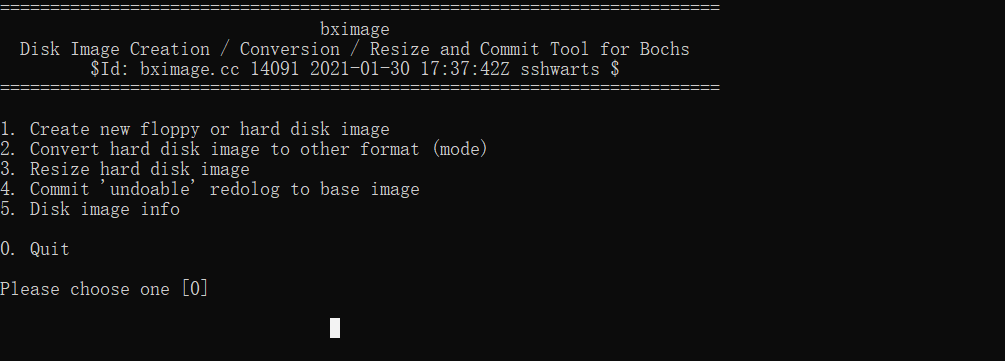 ========================================================================
bximage
Disk Image Creation / Conversion / Resize and Commit Tool for Bochs
$Id: bximage.cc 14091 2021-01-30 17:37:42Z sshwarts $
========================================================================
1. Create new floppy or hard disk image
2. Convert hard disk image to other format (mode)
3. Resize hard disk image
4. Commit 'undoable' redolog to base image
5. Disk image info
0. Quit
Please choose one [0]